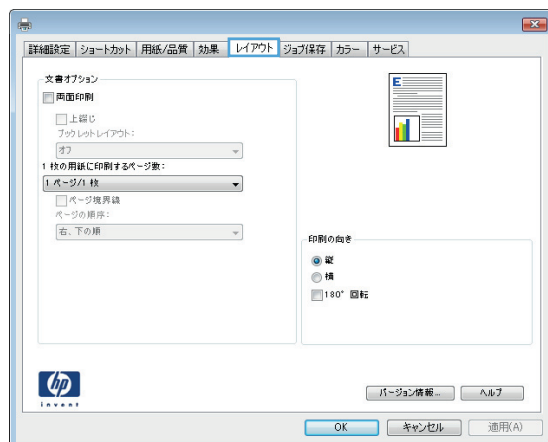 詳細設定 ショートカット 用紙/品質 効果 レイアウト ジョブ保存 カラー サービス
文書オプション
両面印刷
上綴じ
ブックレットレイアウト:
オフ
1 枚の用紙に印刷するページ数:
1 ページ/1 枚
ページ境界線
ページの順序:
右、下の順
E
印刷の向き
縦
横
180° 回転
hp
invent
バージョン情報... ヘルプ
OK キャンセル 適用(A)